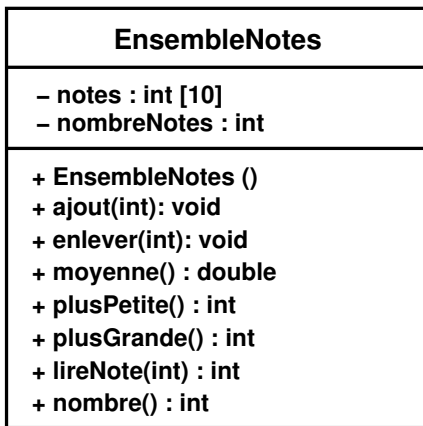 EnsembleNotes
– notes : int [10]
– nombreNotes : int
+ EnsembleNotes ()
+ ajout(int): void
+ enlever(int): void
+ moyenne() : double
+ plusPetite() : int
+ plusGrande() : int
+ lireNote(int) : int
+ nombre() : int